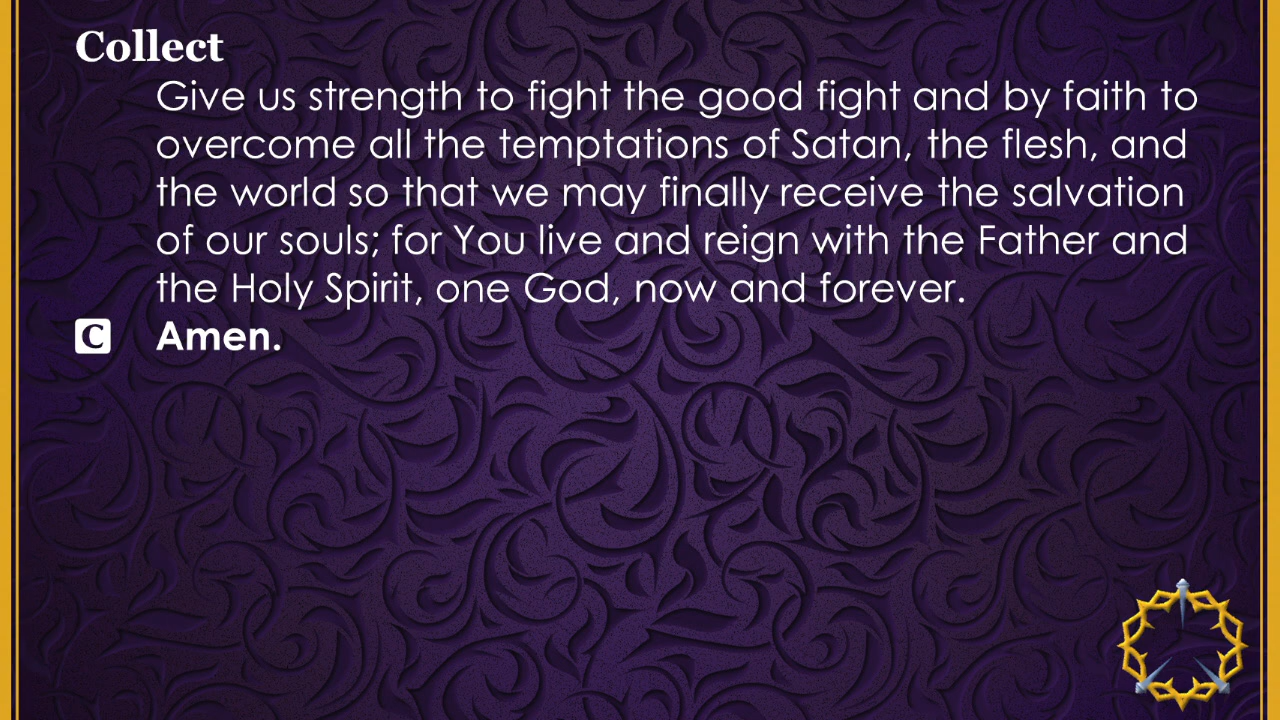 Collect
Give us strength to fight the good fight and by faith to
overcome all the temptations of Satan, the flesh, and
the world so that we may finally receive the salvation
of our souls; for You live and reign with the Father and
the Holy Spirit, one God, now and forever.
C Amen.